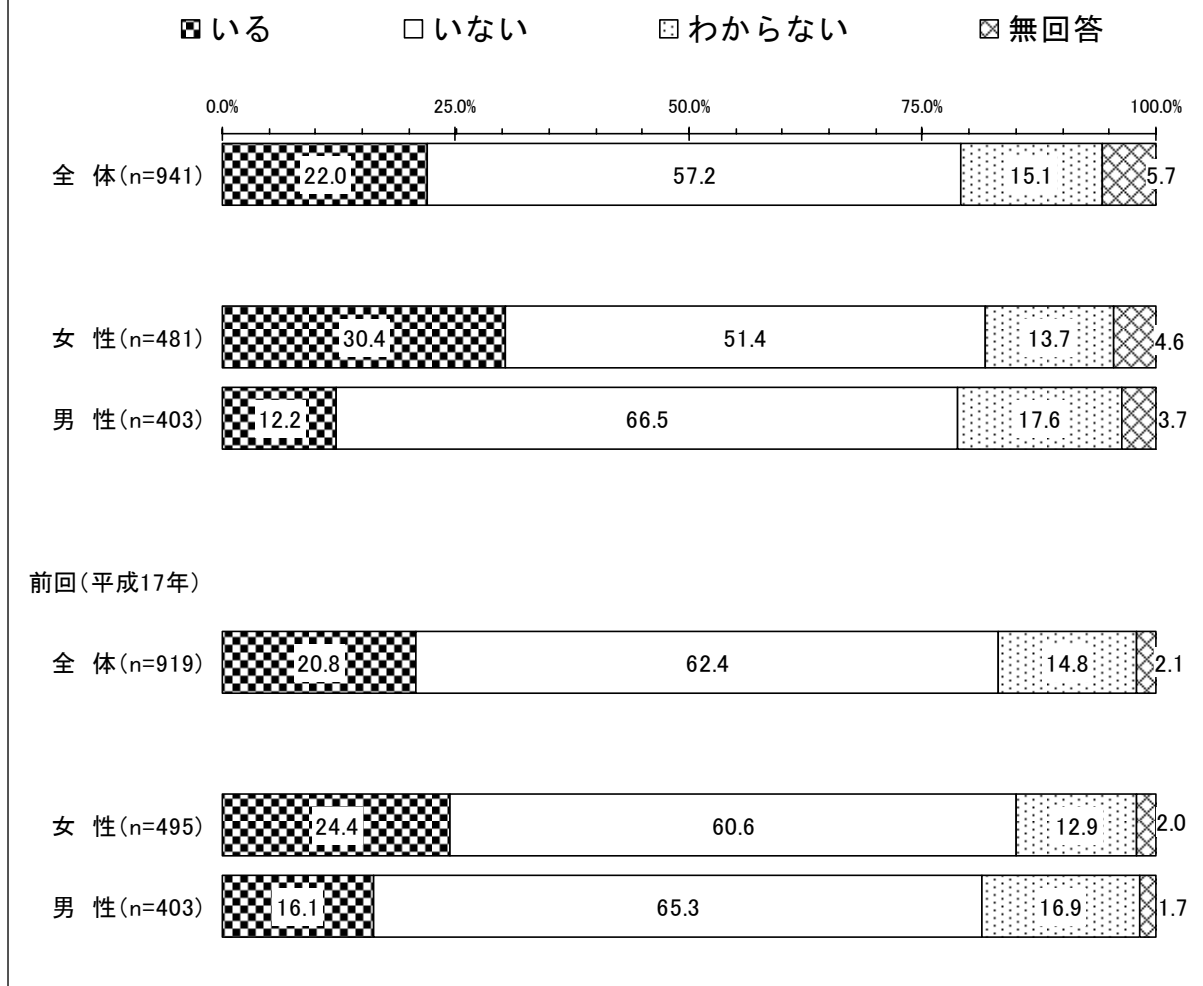 いる いない わからない 無回答
0.0% 25.0% 50.0% 75.0% 100.0%
全 体(n=941) 22.0 57.2 15.1 5.7
女 性(n=481) 30.4 51.4 13.7 4.6
男 性(n=403) 12.2 66.5 17.6 3.7
前回(平成17年)
全 体(n=919) 20.8 62.4 14.8 2.1
女 性(n=495) 24.4 60.6 12.9 2.0
男 性(n=403) 16.1 65.3 16.9 1.7